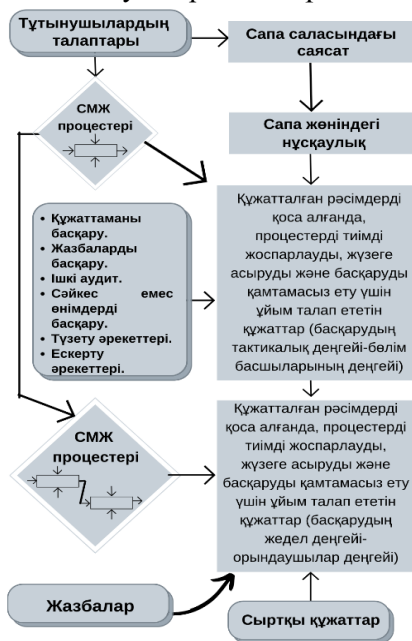 Тұтынушылардың
талаптары
Сапа саласындағы
саясат
СМЖ
процестері
Сапа жөніндегі
нұсқаулық
• Құжаттаманы
басқару.
• Жазбаларды
басқару.
• Ішкі аудит.
• Сәйкес емес
өнімдерді
басқару.
• Түзету әрекеттері.
• Ескерту
әрекеттері.
Құжатталған рәсімдерді
қоса алғанда,
процестерді тиімді
жоспарлауды, жүзеге
асыруды және басқаруды
қамтамасыз ету үшін
ұйым талап ететін
құжаттар (басқарудың
тактикалық деңгейі-бөлім
басшыларының деңгейі)
СМЖ
процестері
Құжатталған рәсімдерді
қоса алғанда, процестерді
тиімді жоспарлауды,
жүзеге асыруды және
басқаруды қамтамасыз ету
үшін ұйым талап ететін
құжаттар (басқарудың
жедел деңгейі-
орындаушылар деңгейі)
Жазбалар
Сыртқы құжаттар